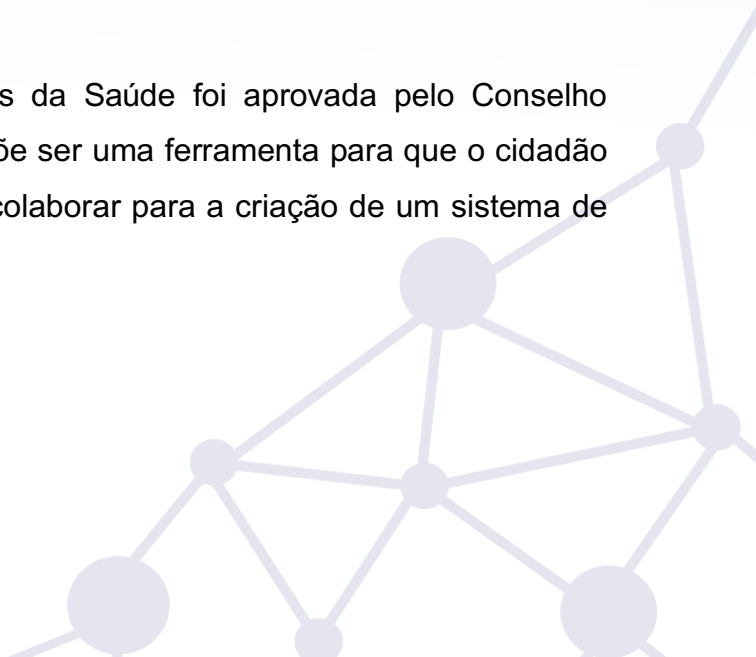 s da Saúde foi aprovada pelo Conselho
õe ser uma ferramenta para que o cidadão
colaborar para a criação de um sistema de